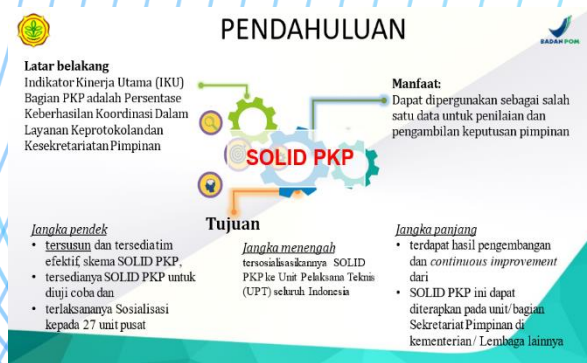 PENDAHULUAN
BADAN POM
Latar belakang
Indikator Kinerja Utama (IKU)
Bagian PKP adalah Persentase
Keberhasilan Koordinasi Dalam
Layanan Keprotokolandan
Kesekretariatan Pimpinan
Manfaat:
Dapat dipergunakan sebagai salah
satu data untuk penilaian dan
pengambilan keputusan pimpinan
SOLID PKP
Tujuan
Jangka pendek
• tersusun dan tersediatim
efektif, skema SOLID PKP,
• tersedianya SOLID PKP untuk
diuji coba dan
• terlaksananya Sosialisasi
kepada 27 unit pusat
Jangka menengah
tersosialisasikannya SOLID
PKP ke Unit Pelaksana Teknis
(UPT) seluruh Indonesia
Jangka panjang
• terdapat hasil pengembangan
dan continuous improvement
dari
• SOLID PKP ini dapat
diterapkan pada unit/bagian
Sekretariat Pimpinan di
kementerian/ Lembaga lainnya